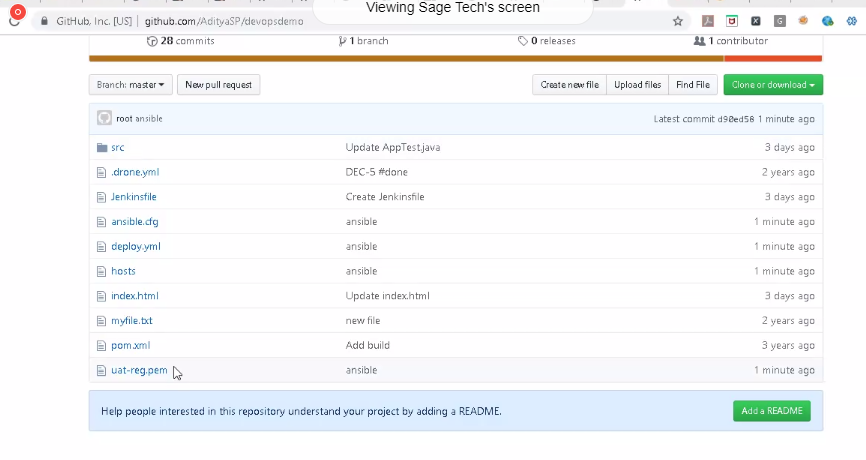 Viewing Sage Tech's screen
GitHub, Inc. [US] | github.com/AdityaSP/devopsdemo
28 commits 1 branch 0 releases 1 contributor
Branch: master New pull request Create new file Upload files Find File Clone or download
root ansible Latest commit d90ed58 1 minute ago
src Update AppTest.java 3 days ago
.drone.yml DEC-5 #done 2 years ago
Jenkinsfile Create Jenkinsfile 3 days ago
ansible.cfg ansible 1 minute ago
deploy.yml ansible 1 minute ago
hosts ansible 1 minute ago
index.html Update index.html 3 days ago
myfile.txt new file 2 years ago
pom.xml Add build 3 years ago
uat-reg.pem ansible 1 minute ago
Help people interested in this repository understand your project by adding a README. Add a README